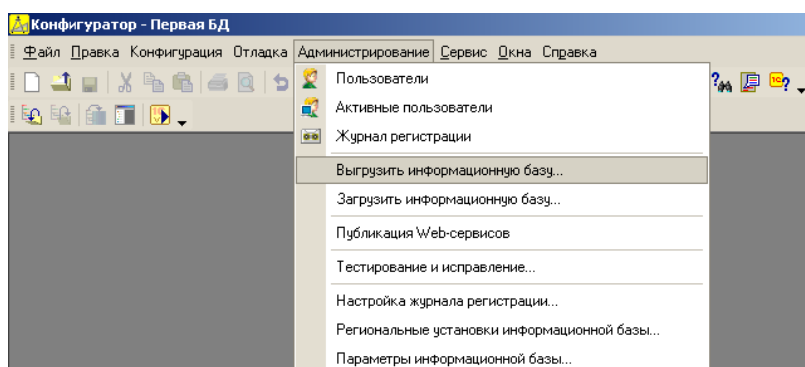 Конфигуратор - Первая БД
Файл Правка Конфигурация Отладка Администрирование Сервис Окна Справка
Пользователи
Активные пользователи
Журнал регистрации
Выгрузить информационную базу...
Загрузить информационную базу...
Публикация Web-сервисов
Тестирование и исправление...
Настройка журнала регистрации...
Региональные установки информационной базы...
Параметры информационной базы...